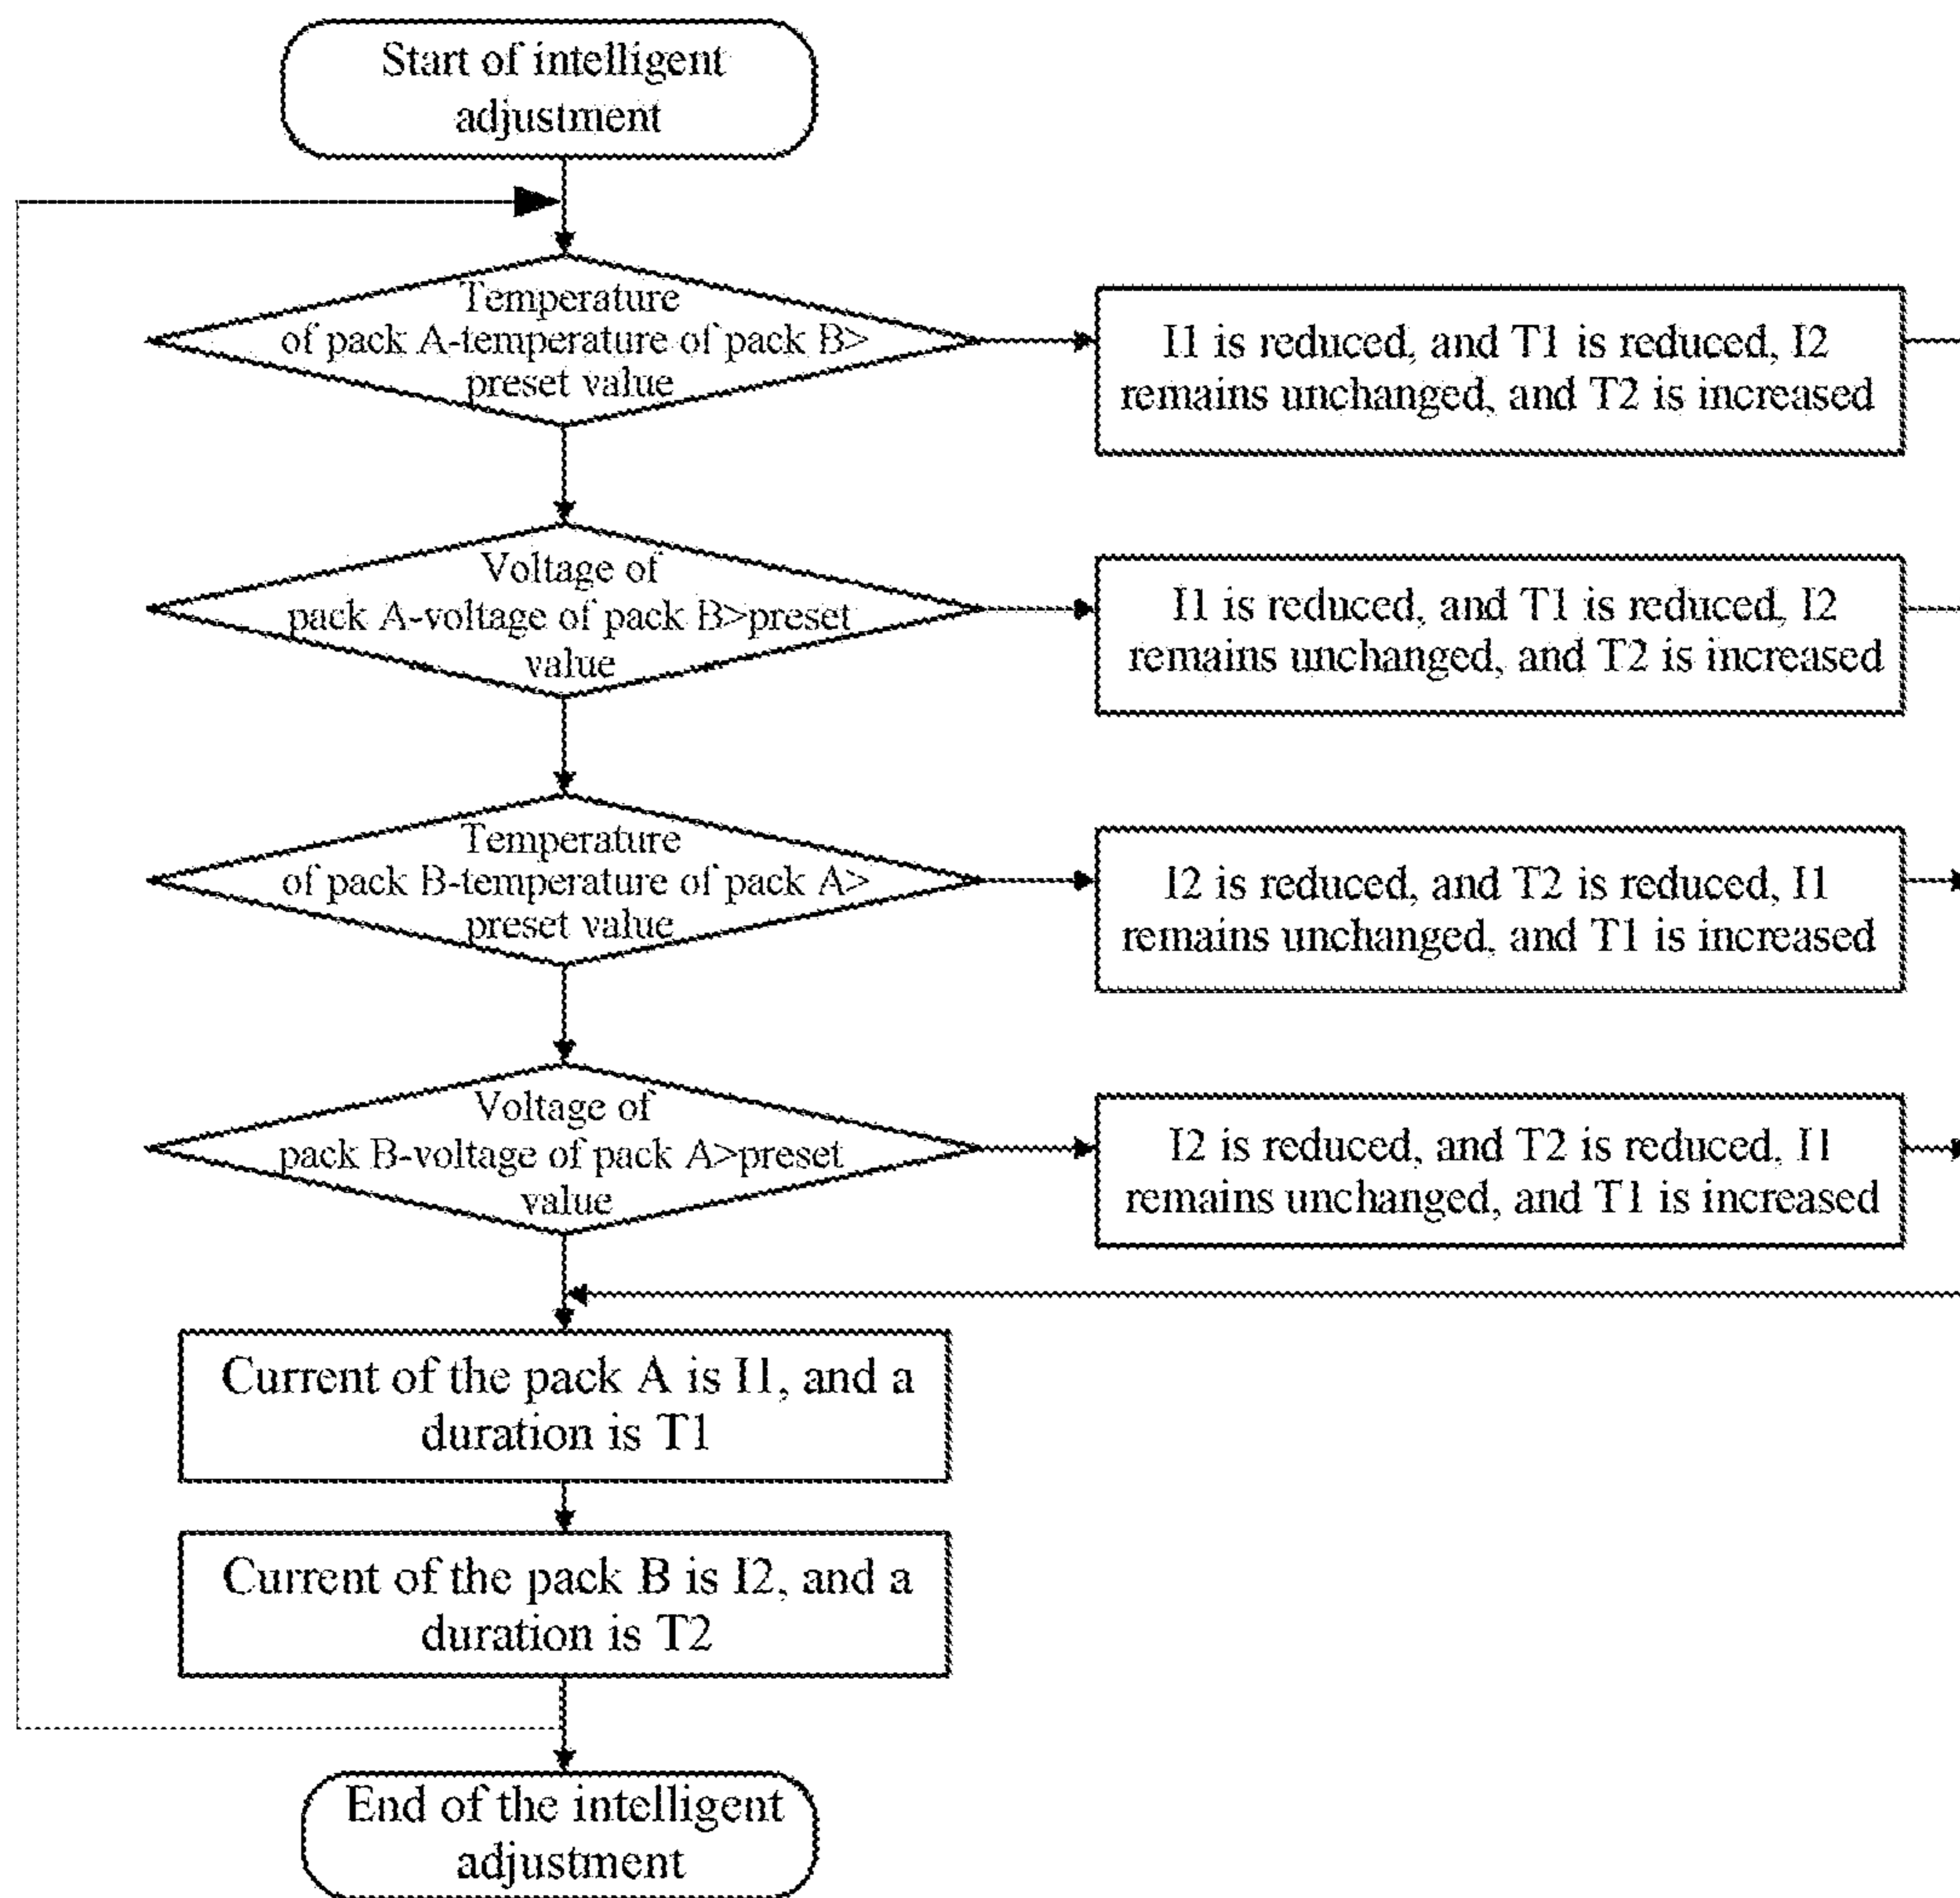 Start of intelligent
adjustment
Temperature
of pack A-temperature of pack B>
preset value
I1 is reduced, and T1 is reduced, I2
remains unchanged, and T2 is increased
Voltage of
pack A-voltage of pack B>preset
value
I1 is reduced, and T1 is reduced, I2
remains unchanged, and T2 is increased
Temperature
of pack B-temperature of pack A>
preset value
I2 is reduced, and T2 is reduced, I1
remains unchanged, and T1 is increased
Voltage of
pack B-voltage of pack A>preset
value
I2 is reduced, and T2 is reduced, I1
remains unchanged, and T1 is increased
Current of the pack A is I1, and a
duration is T1
Current of the pack B is I2, and a
duration is T2
End of the intelligent
adjustment